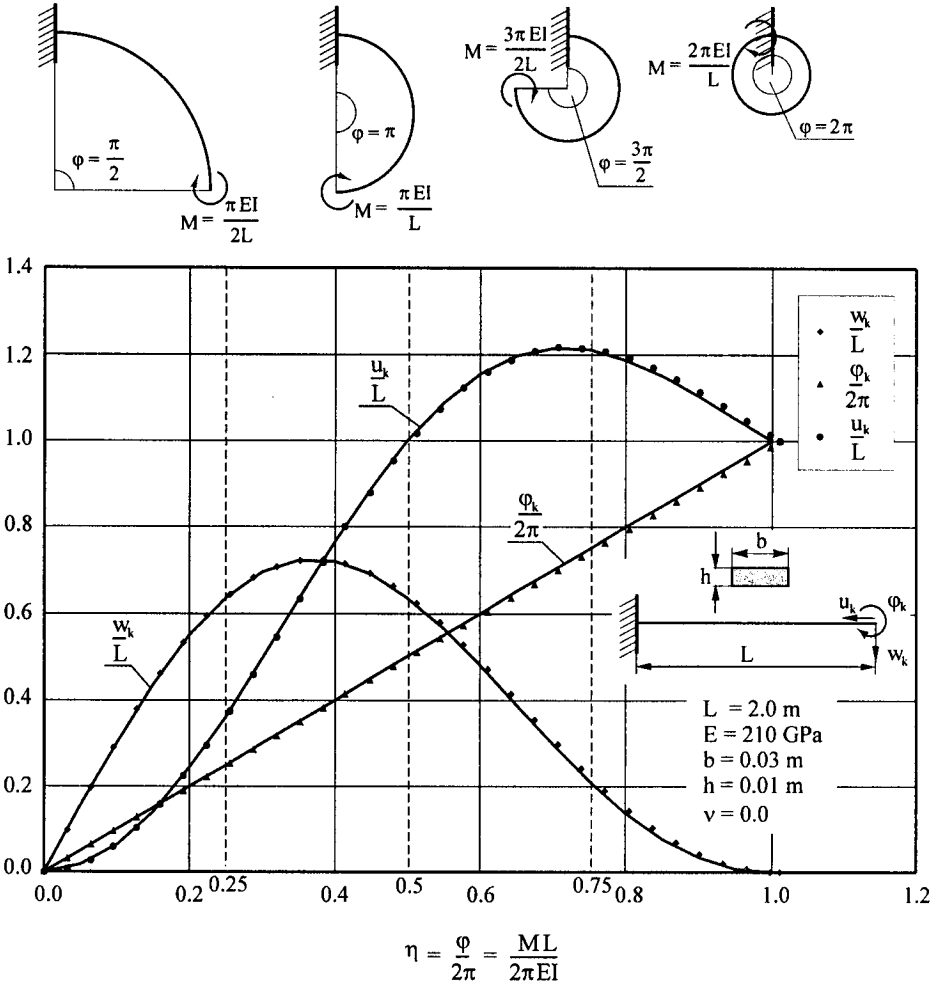 φ = π/2
M = πEI/2L
φ = π
M = πEI/L
M = 3πEI/2L
φ = 3π/2
M = 2πEI/L
φ = 2π
1.4
1.2
1.0
0.8
0.6
0.4
0.2
0.0
w_k/L
u_k/L
φ_k/2π
w_k/L
φ_k/2π
u_k/L
b
h
u_k
φ_k
w_k
L
L = 2.0 m
E = 210 GPa
b = 0.03 m
h = 0.01 m
ν = 0.0
0.0 0.2 0.25 0.4 0.5 0.6 0.75 0.8 1.0 1.2
η = φ/2π = ML/2πEI